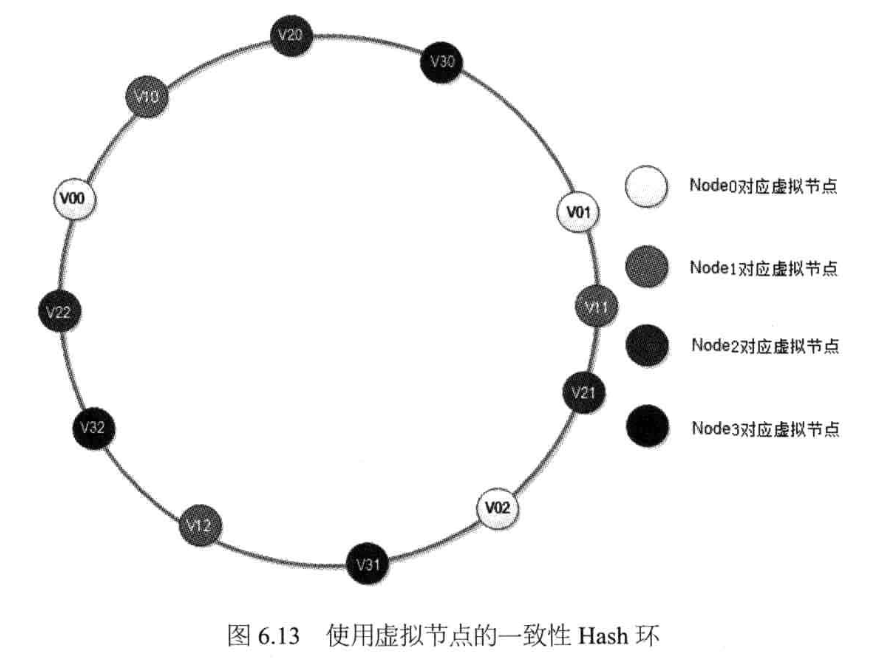 V20
V30
V10
V00
V01
V22
V11
V21
V32
V02
V12
V31
Node0对应虚拟节点
Node1对应虚拟节点
Node2对应虚拟节点
Node3对应虚拟节点
图 6.13 使用虚拟节点的一致性 Hash 环